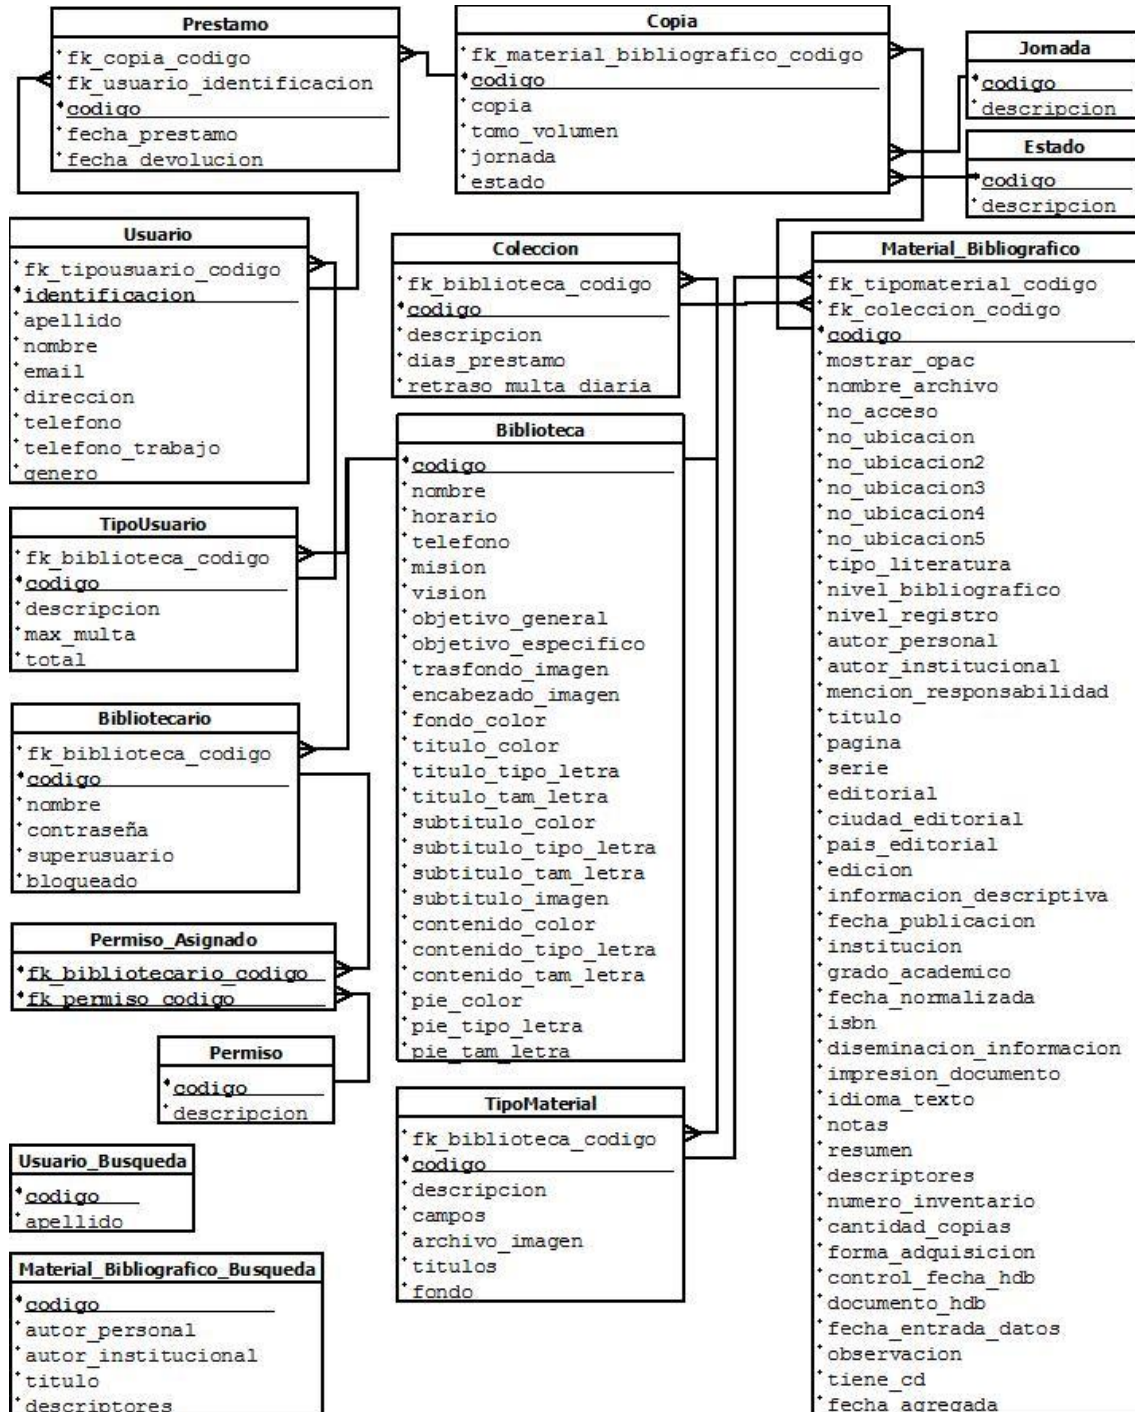 Prestamo
fk_copia_codigo
fk_usuario_identificacion
codigo
fecha_prestamo
fecha_devolucion
Copia
fk_material_bibliografico_codigo
codigo
copia
tomo_volumen
jornada
estado
Jornada
codigo
descripcion
Estado
codigo
descripcion
Usuario
fk_tipousuario_codigo
identificacion
apellido
nombre
email
direccion
telefono
telefono_trabajo
genero
Coleccion
fk_biblioteca_codigo
codigo
descripcion
dias_prestamo
retraso_multa_diaria
Material_Bibliografico
fk_tipomaterial_codigo
fk_coleccion_codigo
codigo
mostrar_opac
nombre_archivo
no_acceso
no_ubicacion
no_ubicacion2
no_ubicacion3
no_ubicacion4
no_ubicacion5
tipo_literatura
nivel_bibliografico
nivel_registro
autor_personal
autor_institucional
mencion_responsabilidad
titulo
pagina
serie
editorial
ciudad_editorial
pais_editorial
edicion
informacion_descriptiva
fecha_publicacion
institucion
grado_academico
fecha_normalizada
isbn
diseminacion_informacion
impresion_documento
idioma_texto
notas
resumen
descriptores
numero_inventario
cantidad_copias
forma_adquisicion
control_fecha_hdb
documento_hdb
fecha_entrada_datos
observacion
tiene_cd
fecha_agregada
Biblioteca
codigo
nombre
horario
telefono
mision
vision
objetivo_general
objetivo_especifico
trasfondo_imagen
encabezado_imagen
fondo_color
titulo_color
titulo_tipo_letra
titulo_tam_letra
subtitulo_color
subtitulo_tipo_letra
subtitulo_tam_letra
subtitulo_imagen
contenido_color
contenido_tipo_letra
contenido_tam_letra
pie_color
pie_tipo_letra
pie_tam_letra
TipoUsuario
fk_biblioteca_codigo
codigo
descripcion
max_multa
total
Bibliotecario
fk_biblioteca_codigo
codigo
nombre
contraseña
superusuario
bloqueado
Permiso_Asignado
fk_bibliotecario_codigo
fk_permiso_codigo
Permiso
codigo
descripcion
TipoMaterial
fk_biblioteca_codigo
codigo
descripcion
campos
archivo_imagen
titulos
fondo
Usuario_Busqueda
codigo
apellido
Material_Bibliografico_Busqueda
codigo
autor_personal
autor_institucional
titulo
descriptores